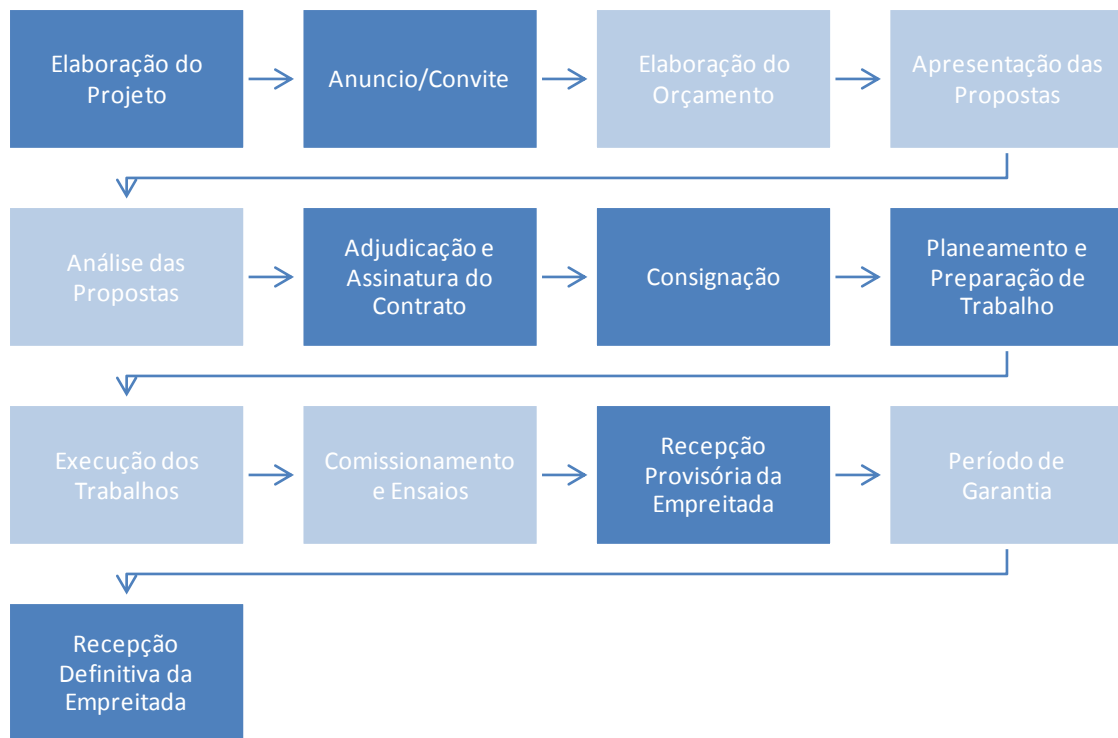 Elaboração do
Projeto
Anuncio/Convite
Elaboração do
Orçamento
Apresentação das
Propostas
Análise das
Propostas
Adjudicação e
Assinatura do
Contrato
Consignação
Planeamento e
Preparação de
Trabalho
Execução dos
Trabalhos
Comissionamento
e Ensaios
Recepção
Provisória da
Empreitada
Período de
Garantia
Recepção
Definitiva da
Empreitada